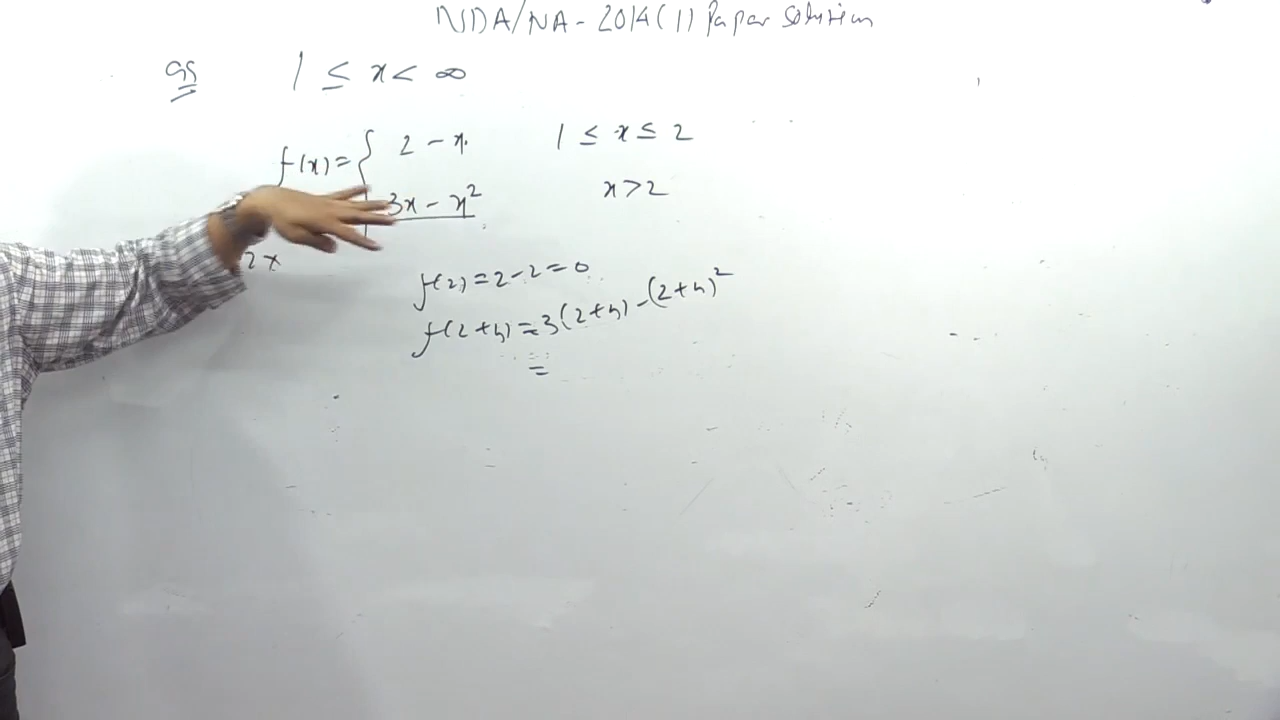 NDA/NA - 2014(1) Paper Solution
1 ≤ x < ∞
f(x) = { 2 - x 1 ≤ x ≤ 2
3x - x² x > 2
2x
f(2) = 2 - 2 = 0
f(2+h) = 3(2+h) - (2+h)²
=